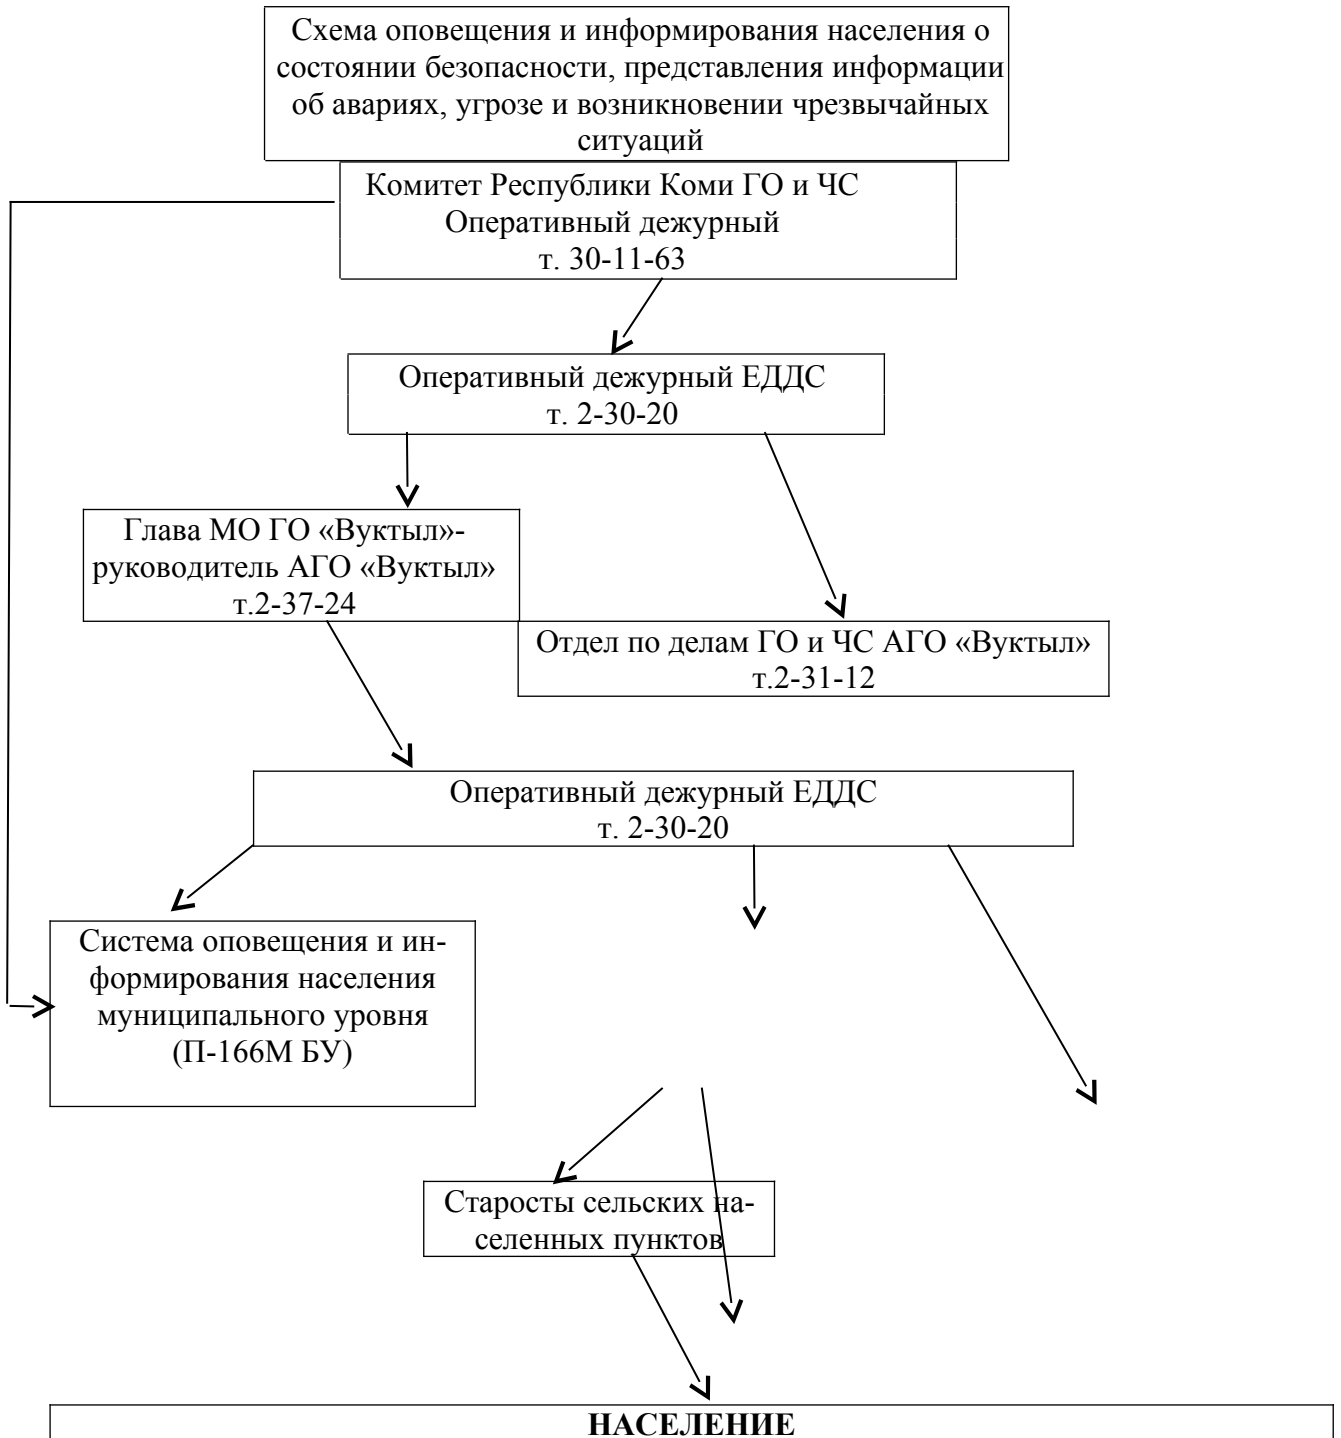 Схема оповещения и информирования населения о
состоянии безопасности, представления информации
об авариях, угрозе и возникновении чрезвычайных
ситуаций
Комитет Республики Коми ГО и ЧС
Оперативный дежурный
т. 30-11-63
Оперативный дежурный ЕДДС
т. 2-30-20
Глава МО ГО «Вуктыл»-
руководитель АГО «Вуктыл»
т.2-37-24
Отдел по делам ГО и ЧС АГО «Вуктыл»
т.2-31-12
Оперативный дежурный ЕДДС
т. 2-30-20
Система оповещения и ин-
формирования населения
муниципального уровня
(П-166М БУ)
Старосты сельских на-
селенных пунктов
НАСЕЛЕНИЕ